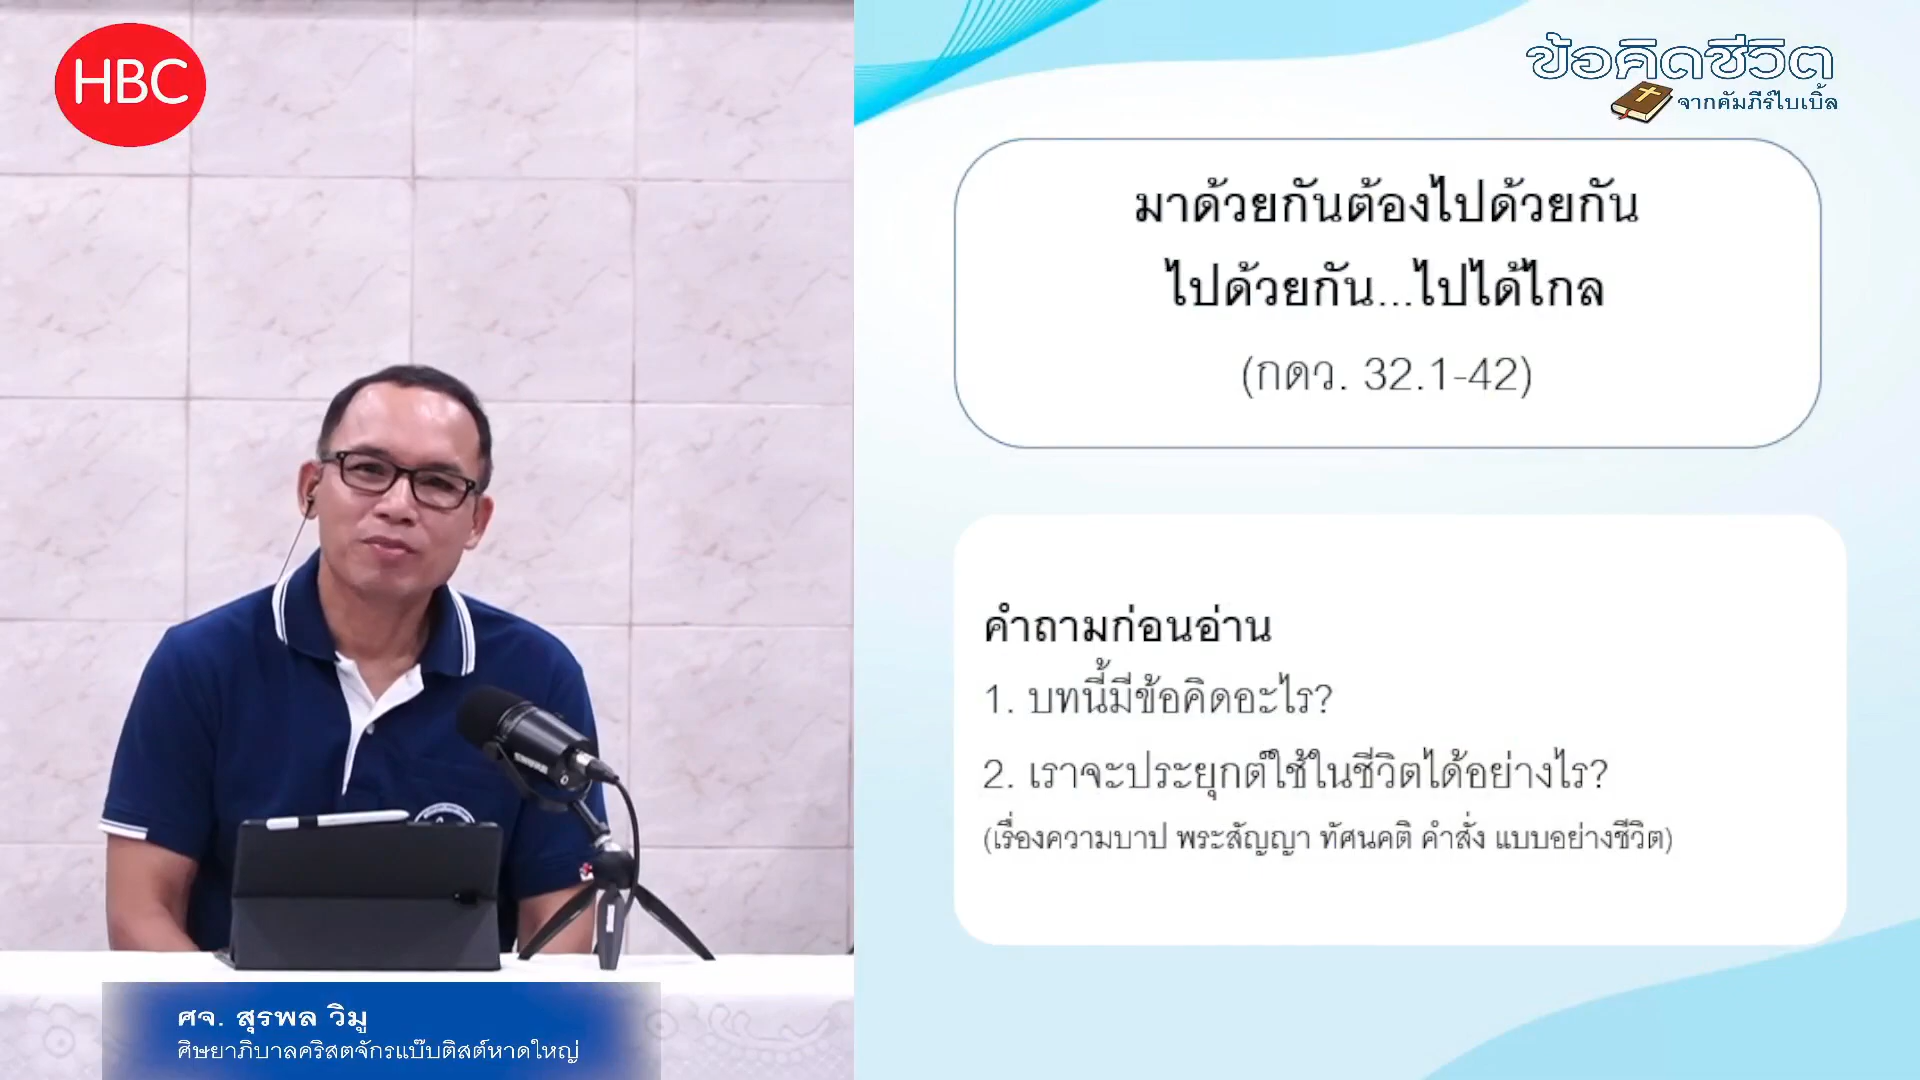 HBC
ข้อคิดชีวิต
จากคัมภีร์ไบเบิ้ล
มาด้วยกันต้องไปด้วยกัน
ไปด้วยกัน...ไปได้ไกล
(กดว. 32.1-42)
คำถามก่อนอ่าน
1. บทนี้มีข้อคิดอะไร?
2. เราจะประยุกต์ใช้ในชีวิตได้อย่างไร?
(เรื่องความบาป พระสัญญา ทัศนคติ คำสั่ง แบบอย่างชีวิต)
SHURE
ศจ. สุรพล วิมู
ศิษยาภิบาลคริสตจักรแบ๊บติสต์หาดใหญ่